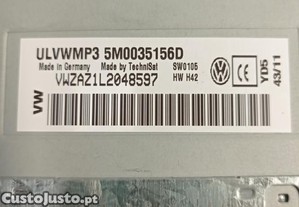 ULVWMP3 5M0035156D
Made in Germany Made by TechniSat SW0105
VWZAZ1L2048597 HW H42
VW
YD5
43/11
CustoJusto.pt